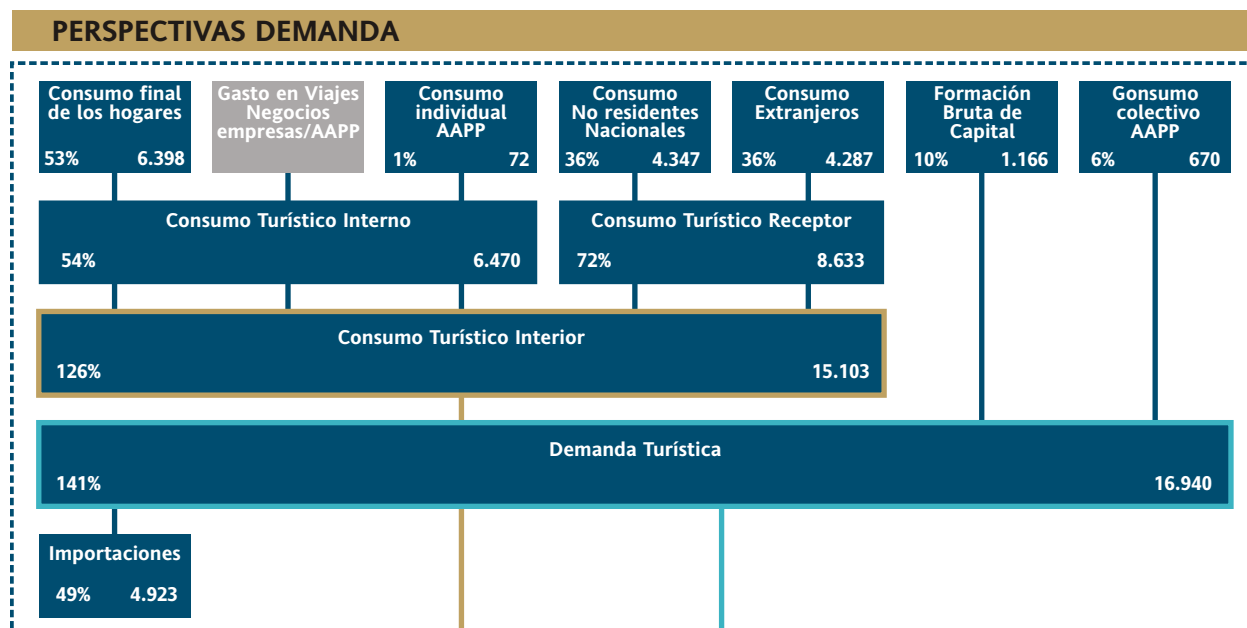 PERSPECTIVAS DEMANDA
Consumo final
de los hogares
53% 6.398
Gasto en Viajes
Negocios
empresas/AAPP
Consumo
individual
AAPP
1% 72
Consumo
No residentes
Nacionales
36% 4.347
Consumo
Extranjeros
36% 4.287
Formación
Bruta de
Capital
10% 1.166
Gonsumo
colectivo
AAPP
6% 670
Consumo Turístico Interno
54% 6.470
Consumo Turístico Receptor
72% 8.633
Consumo Turístico Interior
126% 15.103
Demanda Turística
141% 16.940
Importaciones
49% 4.923